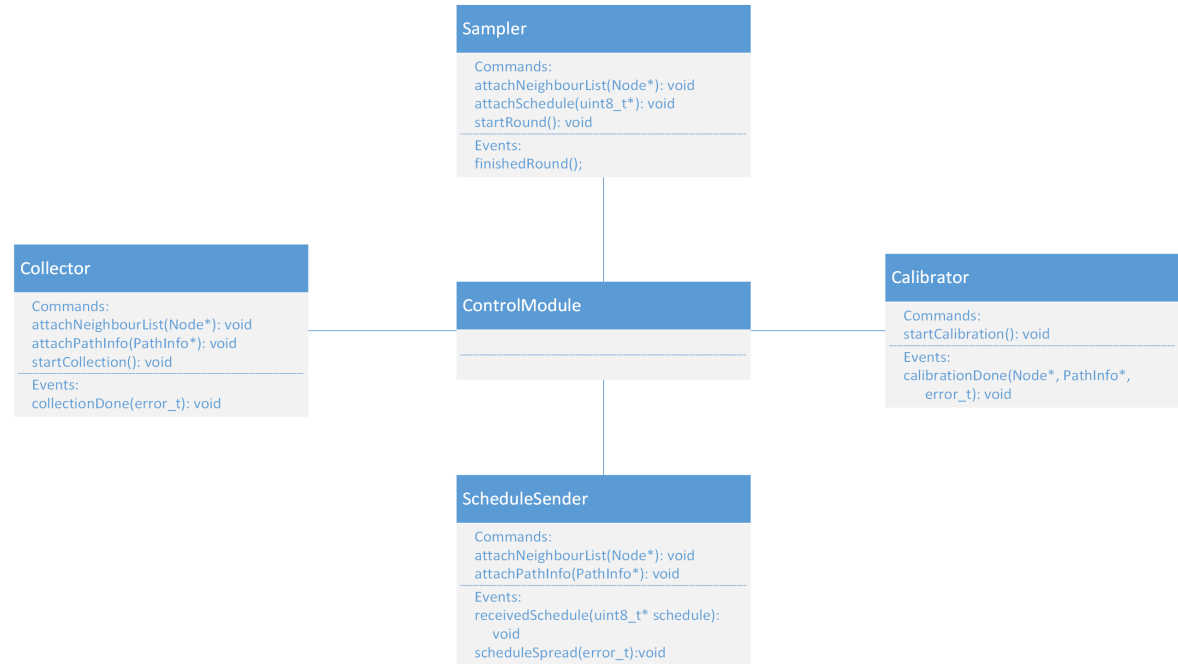 Sampler
Commands:
attachNeighbourList(Node*): void
attachSchedule(uint8_t*): void
startRound(): void
Events:
finishedRound();
Collector
Commands:
attachNeighbourList(Node*): void
attachPathInfo(PathInfo*): void
startCollection(): void
Events:
collectionDone(error_t): void
ControlModule
Calibrator
Commands:
startCalibration(): void
Events:
calibrationDone(Node*, PathInfo*,
error_t): void
ScheduleSender
Commands:
attachNeighbourList(Node*): void
attachPathInfo(PathInfo*): void
Events:
receivedSchedule(uint8_t* schedule):
void
scheduleSpread(error_t):void